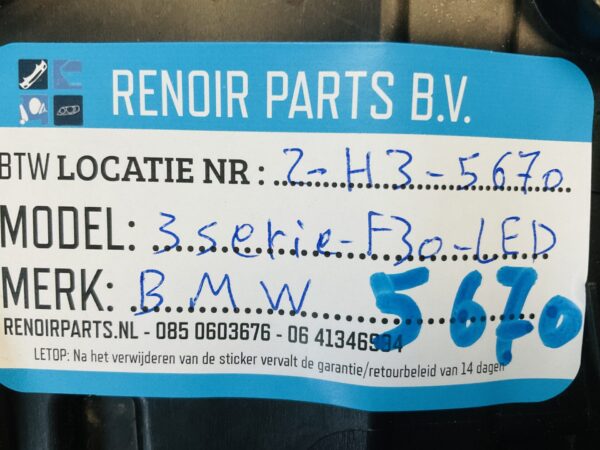 RENOIR PARTS B.V.
BTW LOCATIE NR : 2-H3-5670
MODEL: 3serie-F30-LED
MERK: BMW 5670
RENOIRPARTS.NL - 085 0603676 - 06 41346934
LETOP: Na het verwijderen van de sticker vervalt de garantie/retourbeleid van 14 dagen